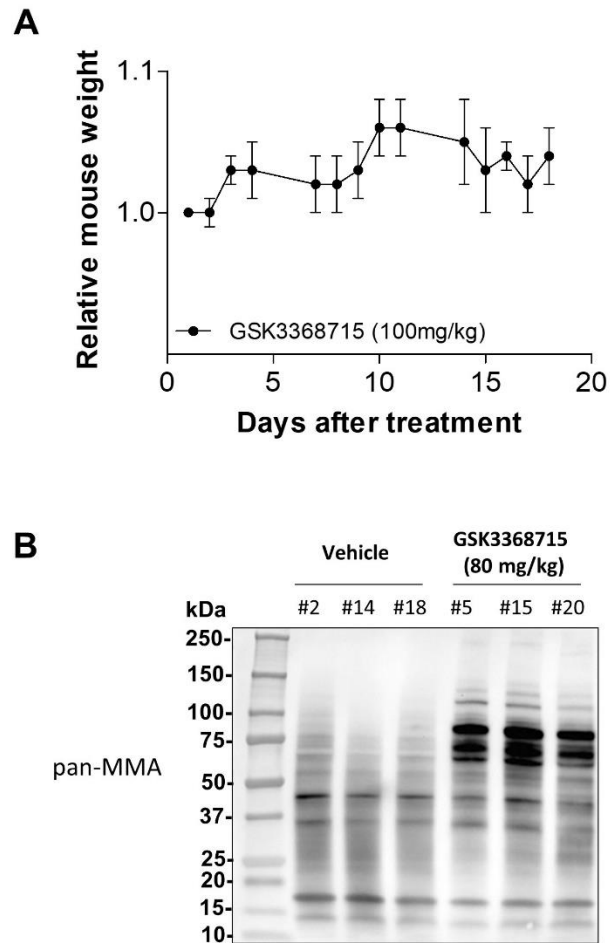 A
Relative mouse weight
1.1
1.0
GSK3368715 (100mg/kg)
0 5 10 15 20
Days after treatment
B
Vehicle GSK3368715
(80 mg/kg)
kDa #2 #14 #18 #5 #15 #20
250-
150-
100-
75-
pan-MMA
50-
37-
25-
20-
15-
10-